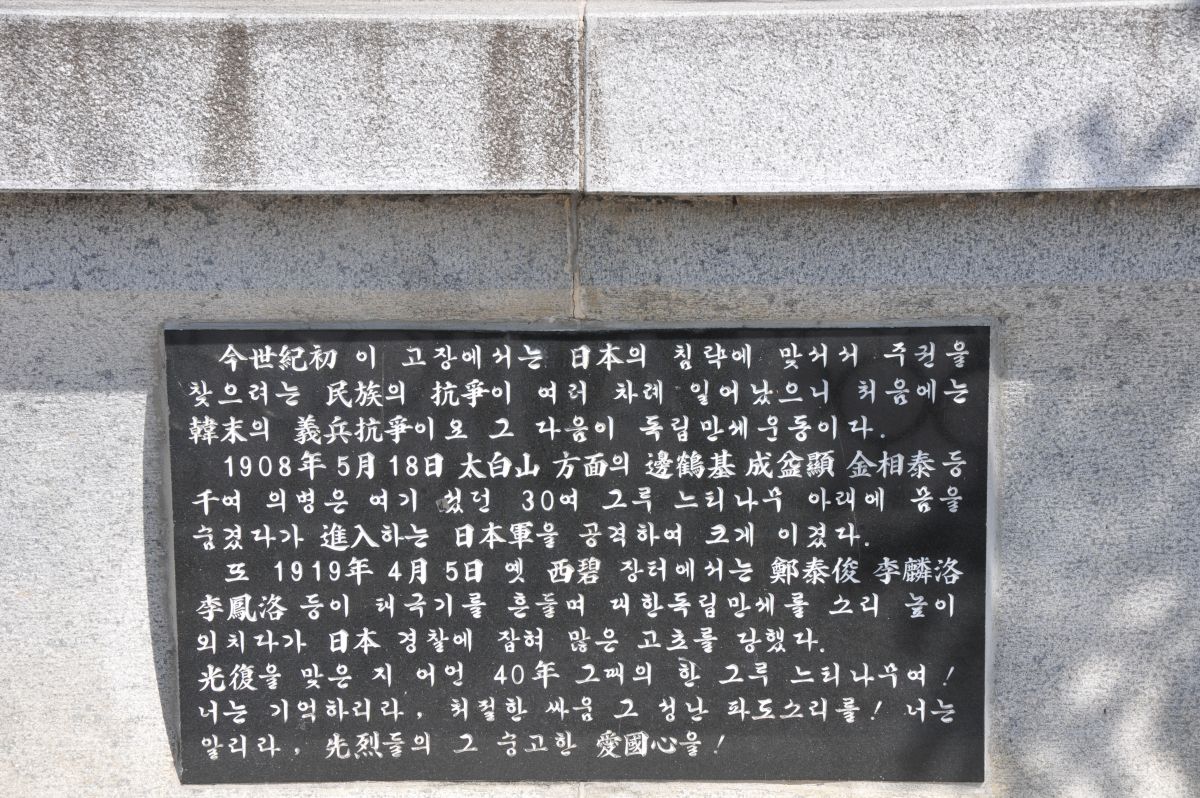 今世紀初 이 고장에서는 日本의 침략에 맞서서 주권을
찾으려는 民族의 抗爭이 여러 차례 일어났으니 처음에는
韓末의 義兵抗爭이오 그 다음이 독립만세운동이다.
1908年 5月 18日 太白山 方面의 邊鶴基 成益顯 金相泰 등
千여 의병은 여기 섰던 30여 그루 느티나무 아래에 몸을
숨겼다가 進入하는 日本軍을 공격하여 크게 이겼다.
또 1919年 4月 5日 옛 西碧 장터에서는 鄭泰俊 李麟洛
李鳳洛 등이 태극기를 흔들며 대한독립만세를 소리 높이
외치다가 日本 경찰에 잡혀 많은 고초를 당했다.
光復을 맞은 지 어언 40年 그때의 한 그루 느티나무여!
너는 기억하리라, 처절한 싸움 그 성난 파도소리를! 너는
알리라, 先烈들의 그 숭고한 愛國心을!